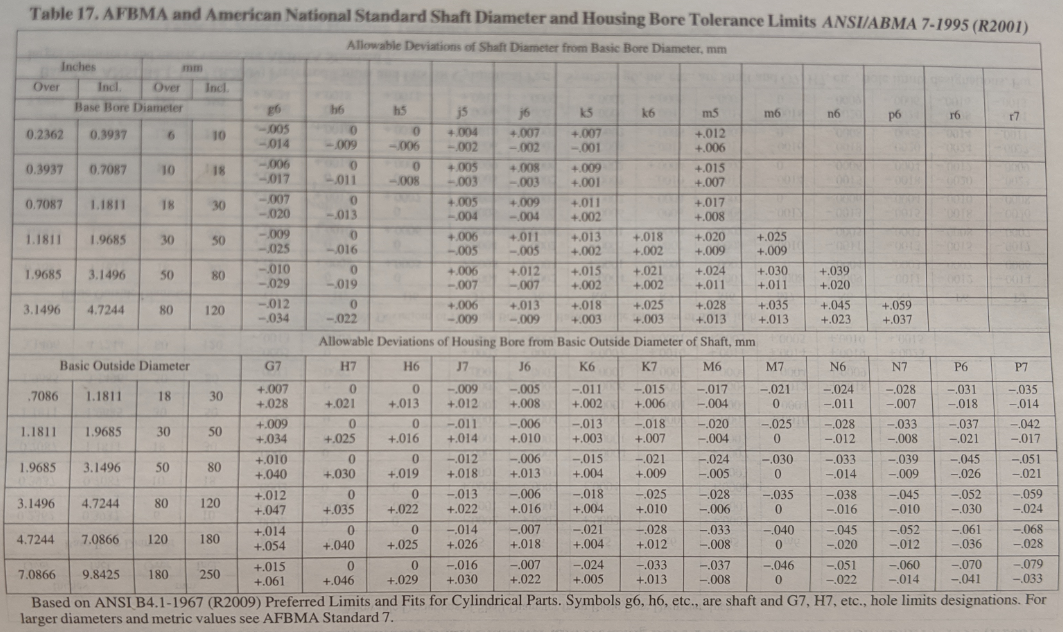 Table 17. AFBMA and American National Standard Shaft Diameter and Housing Bore Tolerance Limits ANSI/ABMA 7-1995 (R2001)
Allowable Deviations of Shaft Diameter from Basic Bore Diameter, mm
Inches mm
Over Incl. Over Incl.
Base Bore Diameter g6 h6 h5 j5 j6 k5 k6 m5 m6 n6 p6 r6 r7
0.2362 0.3937 6 10 -.005 0 0 +.004 +.007 +.007 +.012
-.014 -.009 -.006 -.002 -.002 -.001 +.006
0.3937 0.7087 10 18 -.006 0 0 +.005 +.008 +.009 +.015
-.017 -.011 -.008 -.003 -.003 +.001 +.007
0.7087 1.1811 18 30 -.007 0 +.005 +.009 +.011 +.017
-.020 -.013 -.004 -.004 +.002 +.008
1.1811 1.9685 30 50 -.009 0 +.006 +.011 +.013 +.018 +.020 +.025
-.025 -.016 -.005 -.005 +.002 +.002 +.009 +.009
1.9685 3.1496 50 80 -.010 0 +.006 +.012 +.015 +.021 +.024 +.030 +.039
-.029 -.019 -.007 -.007 +.002 +.002 +.011 +.011 +.020
3.1496 4.7244 80 120 -.012 0 +.006 +.013 +.018 +.025 +.028 +.035 +.045 +.059
-.034 -.022 -.009 -.009 +.003 +.003 +.013 +.013 +.023 +.037
Allowable Deviations of Housing Bore from Basic Outside Diameter of Shaft, mm
Basic Outside Diameter G7 H7 H6 J7 J6 K6 K7 M6 M7 N6 N7 P6 P7
.7086 1.1811 18 30 +.007 0 0 -.009 -.005 -.011 -.015 -.017 -.021 -.024 -.028 -.031 -.035
+.028 +.021 +.013 +.012 +.008 +.002 +.006 -.004 0 -.011 -.007 -.018 -.014
1.1811 1.9685 30 50 +.009 0 0 -.011 -.006 -.013 -.018 -.020 -.025 -.028 -.033 -.037 -.042
+.034 +.025 +.016 +.014 +.010 +.003 +.007 -.004 0 -.012 -.008 -.021 -.017
1.9685 3.1496 50 80 +.010 0 0 -.012 -.006 -.015 -.021 -.024 -.030 -.033 -.039 -.045 -.051
+.040 +.030 +.019 +.018 +.013 +.004 +.009 -.005 0 -.014 -.009 -.026 -.021
3.1496 4.7244 80 120 +.012 0 0 -.013 -.006 -.018 -.025 -.028 -.035 -.038 -.045 -.052 -.059
+.047 +.035 +.022 +.022 +.016 +.004 +.010 -.006 0 -.016 -.010 -.030 -.024
4.7244 7.0866 120 180 +.014 0 0 -.014 -.007 -.021 -.028 -.033 -.040 -.045 -.052 -.061 -.068
+.054 +.040 +.025 +.026 +.018 +.004 +.012 -.008 0 -.020 -.012 -.036 -.028
7.0866 9.8425 180 250 +.015 0 0 -.016 -.007 -.024 -.033 -.037 -.046 -.051 -.060 -.070 -.079
+.061 +.046 +.029 +.030 +.022 +.005 +.013 -.008 0 -.022 -.014 -.041 -.033
Based on ANSI B4.1-1967 (R2009) Preferred Limits and Fits for Cylindrical Parts. Symbols g6, h6, etc., are shaft and G7, H7, etc., hole limits designations. For
larger diameters and metric values see AFBMA Standard 7.